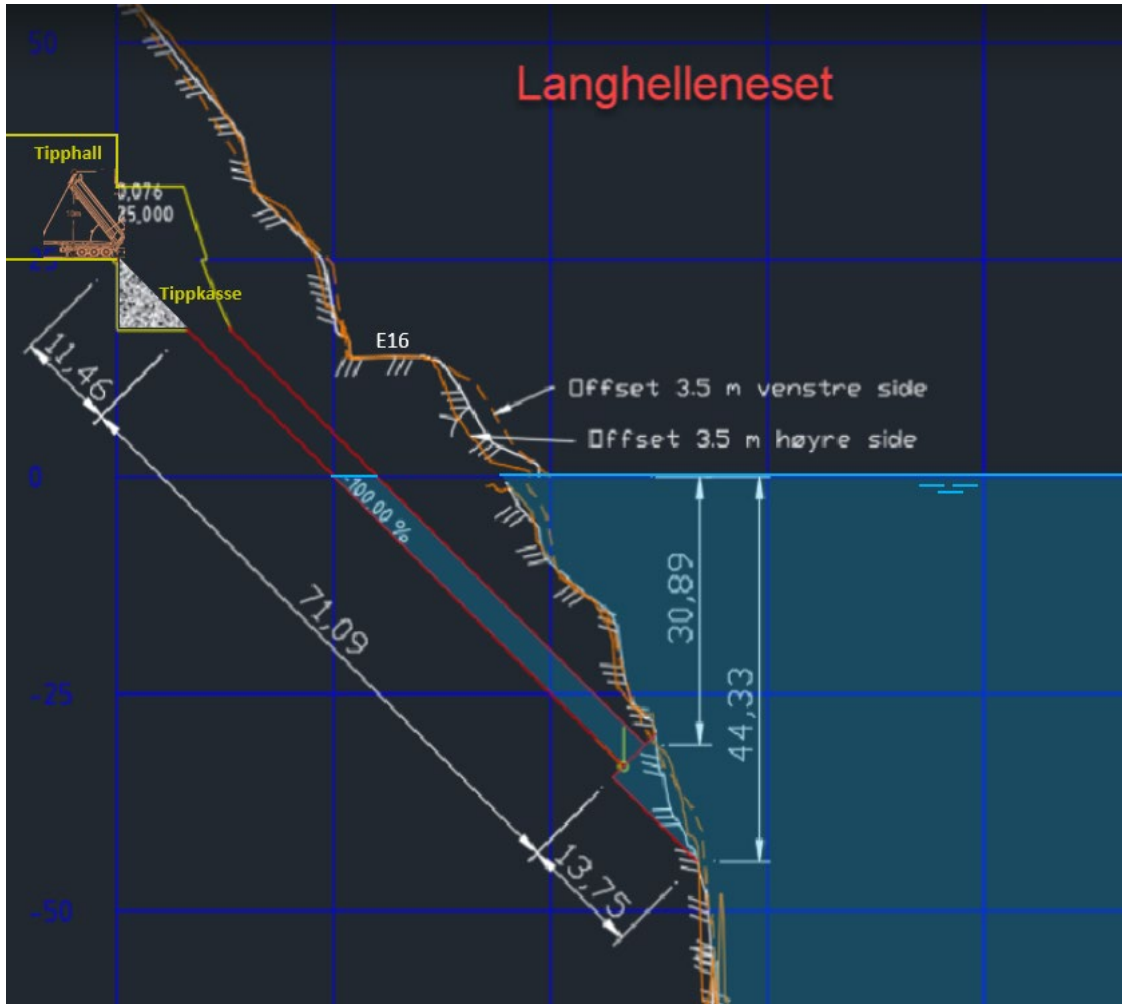 50
Langhelleneset
Tipphall
0,076
25,000
10m
25
Tippkasse
E16
11,46
Offset 3.5 m venstre side
Offset 3.5 m høyre side
0
-100,00 %
30,89
71,09
-25
44,33
13,75
-50